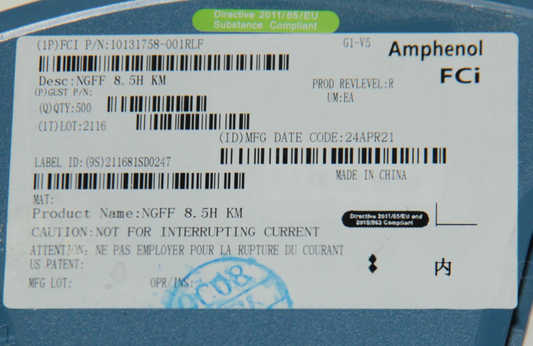 Directive 2011/65/EU
Substance Compliant
(1P)FCI P/N:10131758-001RLF
G1-V5
Amphenol
FCi
Desc:NGFF 8.5H KM
PROD REVLEVEL:R
(P)GUST P/N:
UM:EA
(Q)QTY:500
(1T)LOT:2116
(ID)MFG DATE CODE:24APR21
LABEL ID:(9S)211681SD0247
MADE IN CHINA
MAT:
Product Name:NGFF 8.5H KM
Directive 2011/65/EU and
2015/863 Compliant
CAUTION:NOT FOR INTERRUPTING CURRENT
ATTENTION: NE PAS EMPLOYER POUR LA RUPTURE DU COURANT
US PATENT:
内
MFG LOT:
OPR/INS:
QC08